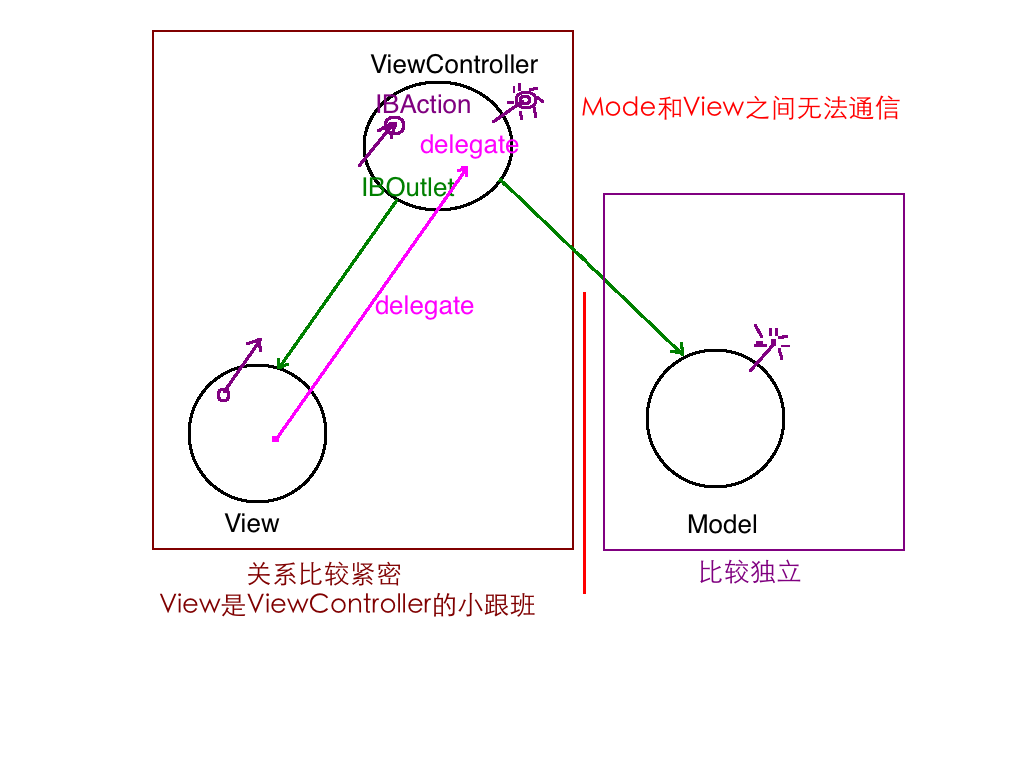 ViewController
IBAction
Mode和View之间无法通信
delegate
IBOutlet
delegate
View
Model
关系比较紧密
比较独立
View是ViewController的小跟班